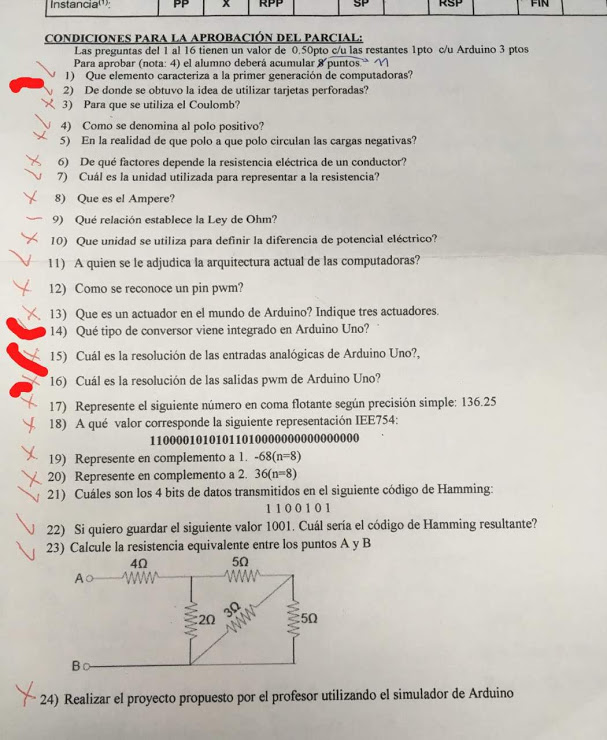 Instancia(1): PP X RPP SP RSP FIN
CONDICIONES PARA LA APROBACIÓN DEL PARCIAL:
Las preguntas del 1 al 16 tienen un valor de 0.50pto c/u las restantes 1pto c/u Arduino 3 ptos
Para aprobar (nota: 4) el alumno deberá acumular puntos.
1) Que elemento caracteriza a la primer generación de computadoras?
2) De donde se obtuvo la idea de utilizar tarjetas perforadas?
3) Para que se utiliza el Coulomb?
4) Como se denomina al polo positivo?
5) En la realidad de que polo a que polo circulan las cargas negativas?
6) De qué factores depende la resistencia eléctrica de un conductor?
7) Cuál es la unidad utilizada para representar a la resistencia?
8) Que es el Ampere?
9) Qué relación establece la Ley de Ohm?
10) Que unidad se utiliza para definir la diferencia de potencial eléctrico?
11) A quien se le adjudica la arquitectura actual de las computadoras?
12) Como se reconoce un pin pwm?
13) Que es un actuador en el mundo de Arduino? Indique tres actuadores.
14) Qué tipo de conversor viene integrado en Arduino Uno?
15) Cuál es la resolución de las entradas analógicas de Arduino Uno?,
16) Cuál es la resolución de las salidas pwm de Arduino Uno?
17) Represente el siguiente número en coma flotante según precisión simple: 136.25
18) A qué valor corresponde la siguiente representación IEE754:
11000010101011010000000000000000
19) Represente en complemento a 1. -68(n=8)
20) Represente en complemento a 2. 36(n=8)
21) Cuáles son los 4 bits de datos transmitidos en el siguiente código de Hamming:
1 1 0 0 1 0 1
22) Si quiero guardar el siguiente valor 1001. Cuál sería el código de Hamming resultante?
23) Calcule la resistencia equivalente entre los puntos A y B
4Ω 5Ω
A
2Ω 3Ω 5Ω
B
24) Realizar el proyecto propuesto por el profesor utilizando el simulador de Arduino